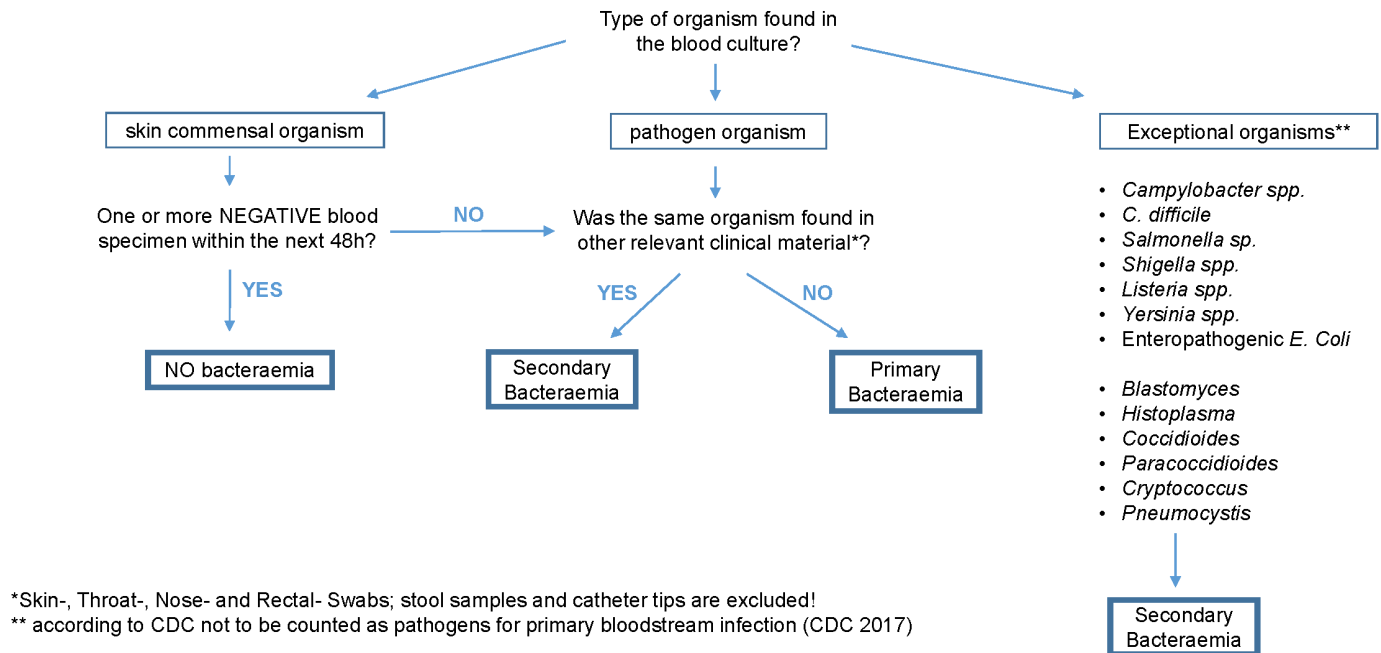 Type of organism found in
the blood culture?
skin commensal organism
pathogen organism
Exceptional organisms**
One or more NEGATIVE blood
specimen within the next 48h?
NO
Was the same organism found in
other relevant clinical material*?
YES
YES
NO
NO bacteraemia
Secondary
Bacteraemia
Primary
Bacteraemia
• Campylobacter spp.
• C. difficile
• Salmonella sp.
• Shigella spp.
• Listeria spp.
• Yersinia spp.
• Enteropathogenic E. Coli
• Blastomyces
• Histoplasma
• Coccidioides
• Paracoccidioides
• Cryptococcus
• Pneumocystis
Secondary
Bacteraemia
*Skin-, Throat-, Nose- and Rectal- Swabs; stool samples and catheter tips are excluded!
** according to CDC not to be counted as pathogens for primary bloodstream infection (CDC 2017)